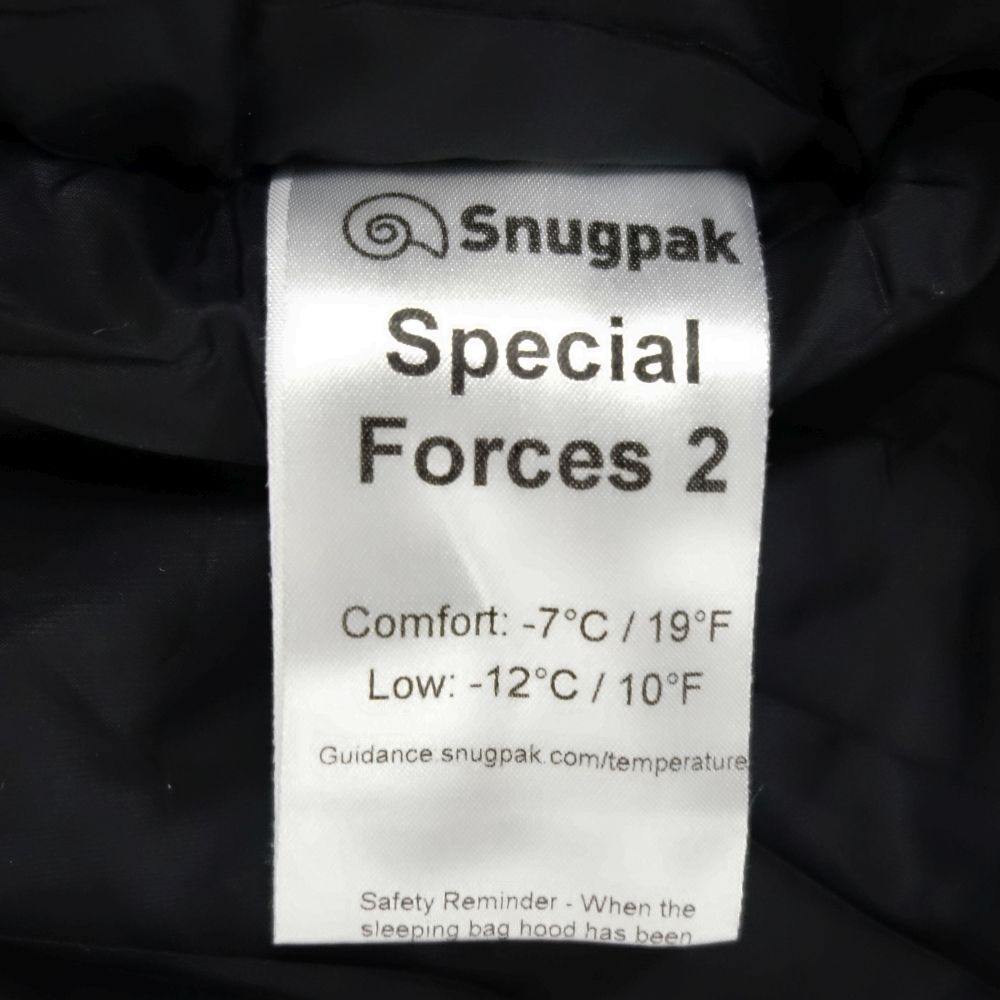 Snugpak
Special
Forces 2
Comfort: -7°C / 19°F
Low: -12°C / 10°F
Guidance:snugpak.com/temperature
Safety Reminder - When the
sleeping bag hood has been